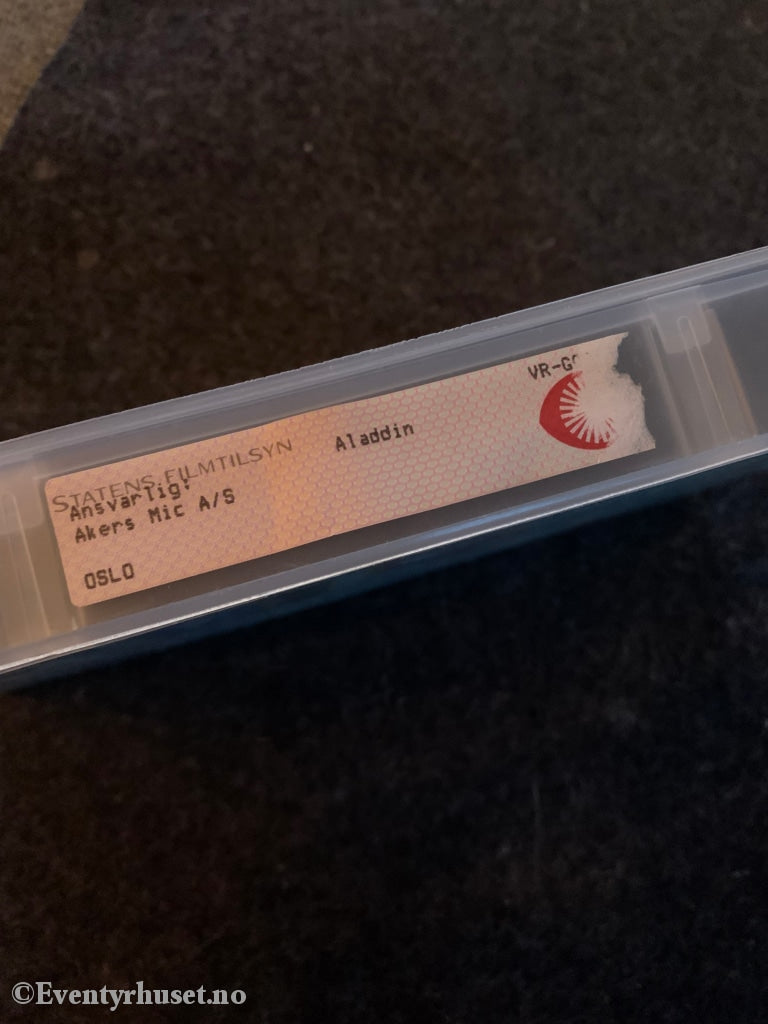 VR-G
STATENS FILMTILSYN
Aladdin
Ansvarlig:
Akers Mic A/S
OSLO
©Eventyrhuset.no